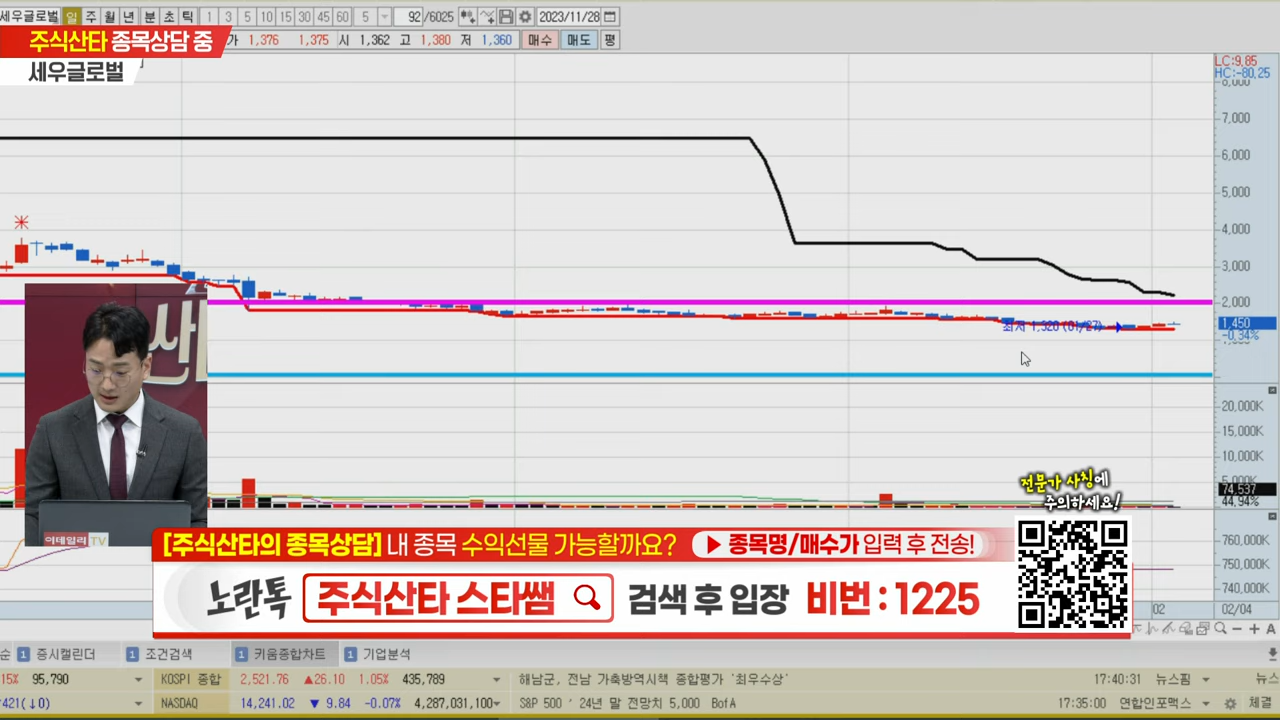 세우글로벌 일 주 월 년 분 초 틱 1 3 5 10 15 30 45 60 5 92 /6025 2023/11/28
주식산타 종목상담 중
가 1,376 1,375 시 1,362 고 1,380 저 1,360 매수 매도 평
세우글로벌
LC:9.85
HC:-80.25
8,000
7,000
6,000
5,000
4,000
3,000
2,000
1,450
-0.34%
최저 1,320 (01/27)
20,000K
15,000K
10,000K
5,000K
74,537
44.94%
760,000K
750,000K
740,000K
02
02/04
이데일리TV
전문가 사칭에
주의하세요!
[주식산타의 종목상담] 내 종목 수익선물 가능할까요? ▶ 종목명/매수가 입력 후 전송!
노란톡 주식산타 스타쌤 검색 후 입장 비번 : 1225
순 1 증시캘린더 1 조건검색 1 키움종합차트 1 기업분석
15% 95,790 KOSPI 종합 2,521.76 ▲26.10 1.05% 435,789 해남군, 전남 가축방역시책 종합평가 '최우수상' 17:40:31 뉴스핌 뉴스
421(↓0) NASDAQ 14,241.02 ▼ 9.84 -0.07% 4,287,031,100 S&P 500 ' 24년 말 전망치 5,000 BofA 17:35:00 연합인포맥스 체결